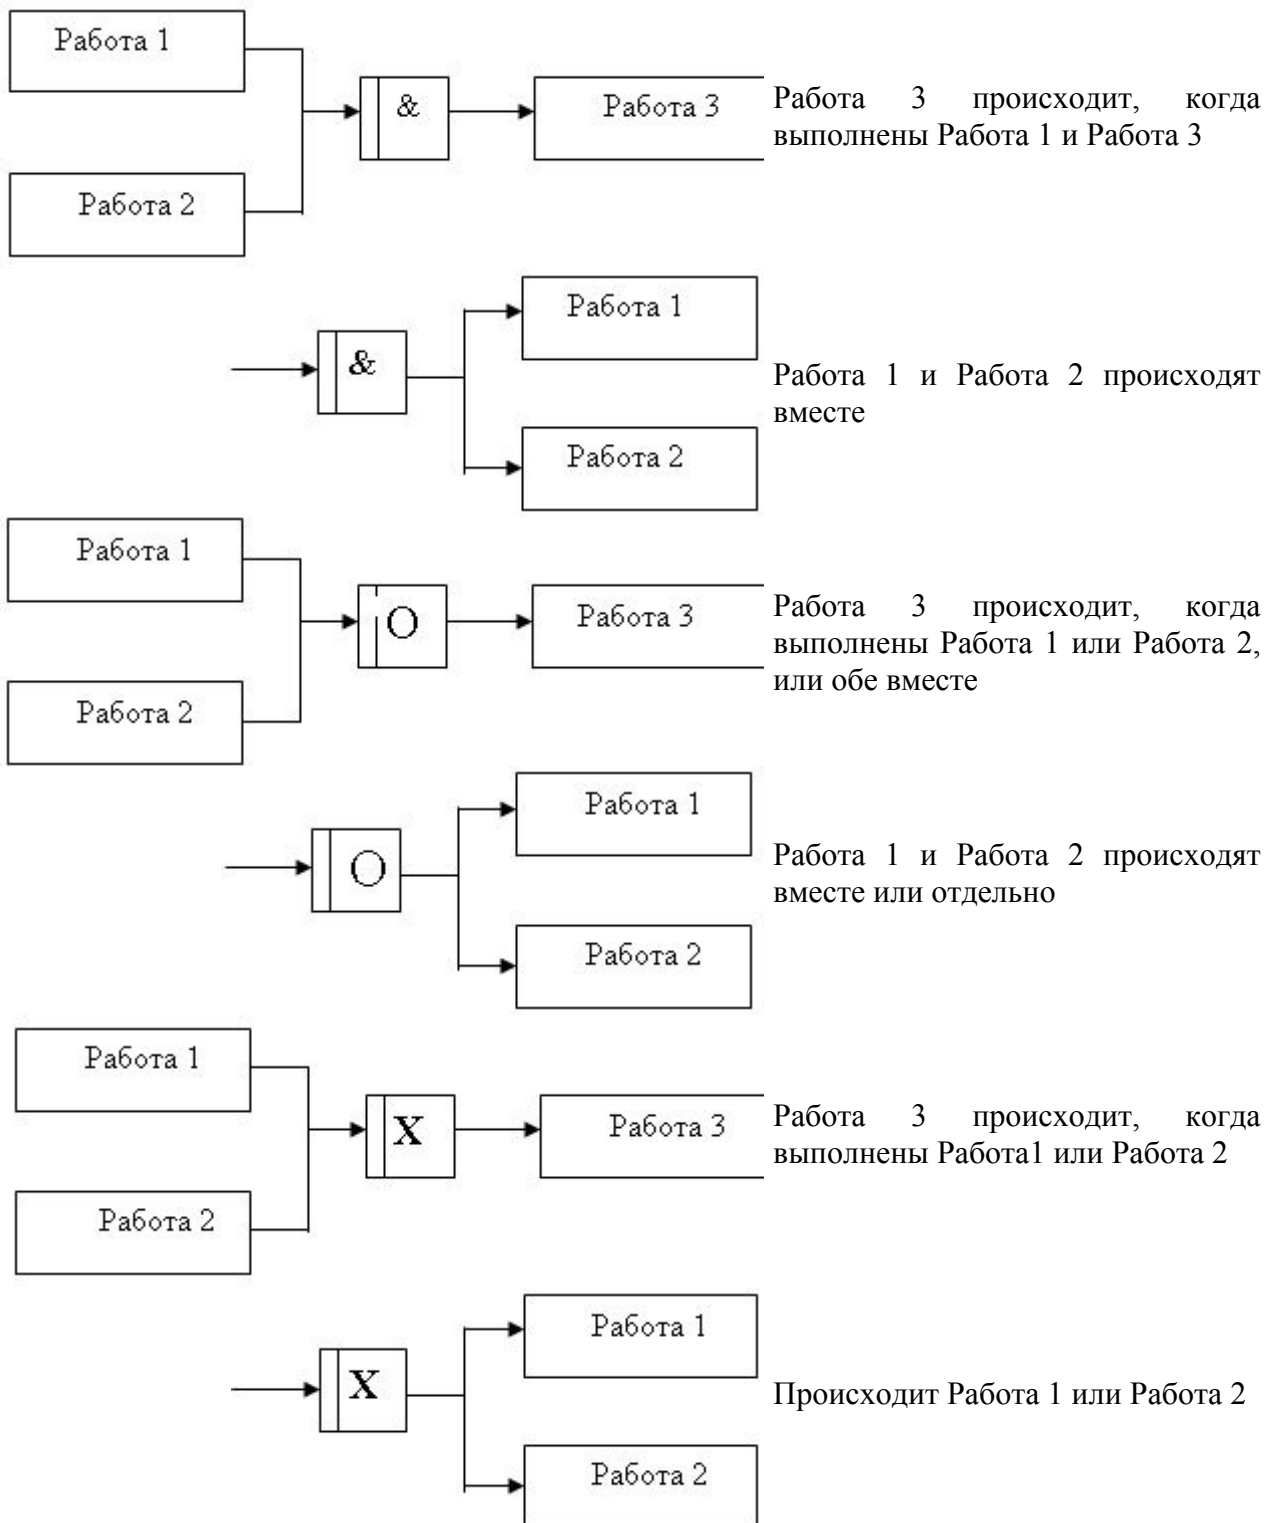 Работа 1
&
Работа 3
Работа 2
Работа 3 происходит, когда
выполнены Работа 1 и Работа 3
Работа 1
&
Работа 2
Работа 1 и Работа 2 происходят
вместе
Работа 1
O
Работа 3
Работа 2
Работа 3 происходит, когда
выполнены Работа 1 или Работа 2,
или обе вместе
Работа 1
O
Работа 2
Работа 1 и Работа 2 происходят
вместе или отдельно
Работа 1
X
Работа 3
Работа 2
Работа 3 происходит, когда
выполнены Работа1 или Работа 2
Работа 1
X
Работа 2
Происходит Работа 1 или Работа 2